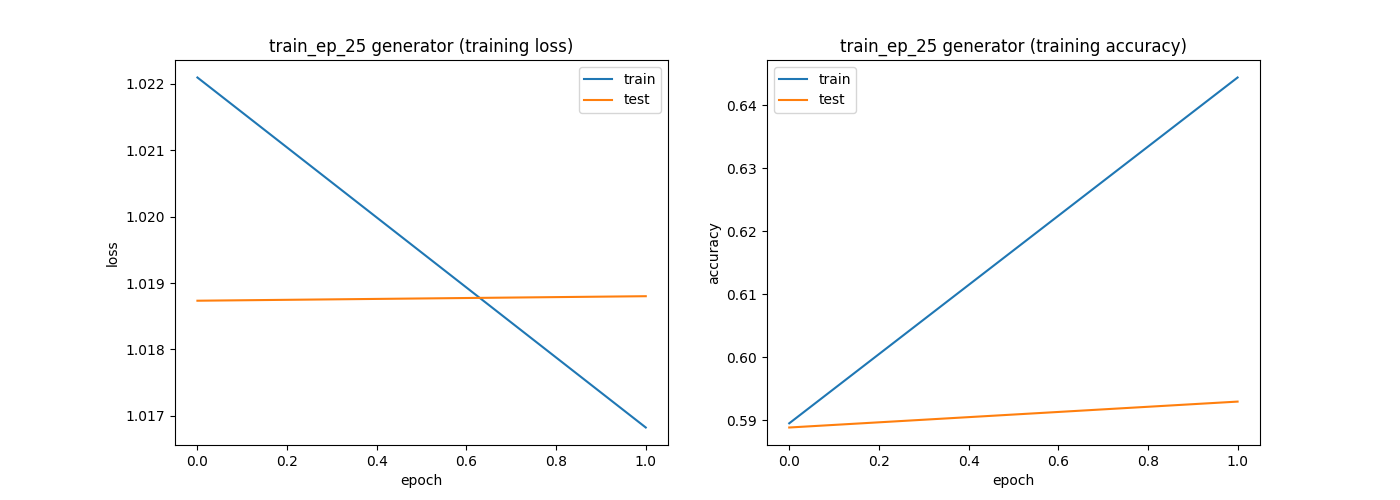 train_ep_25 generator (training loss)
train
test
1.022
1.021
1.020
1.019
1.018
1.017
loss
0.0 0.2 0.4 0.6 0.8 1.0
epoch
train_ep_25 generator (training accuracy)
train
test
0.64
0.63
0.62
0.61
0.60
0.59
accuracy
0.0 0.2 0.4 0.6 0.8 1.0
epoch